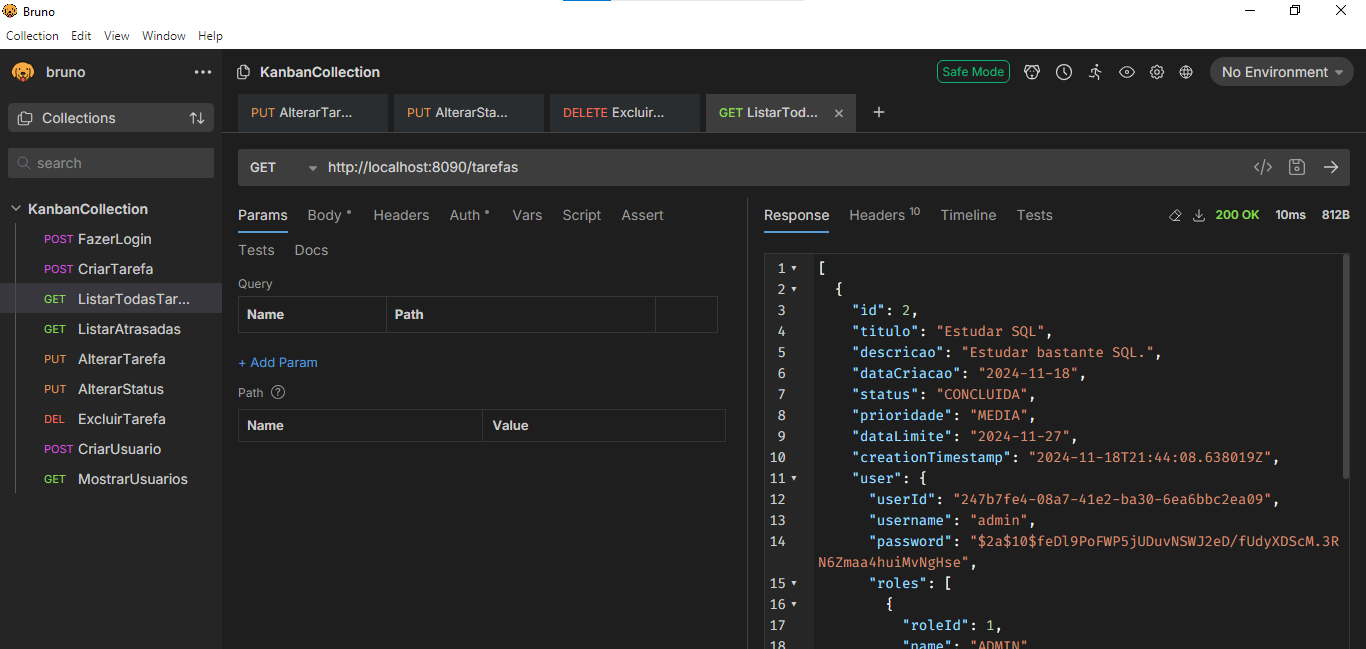 Bruno
Collection Edit View Window Help
bruno
KanbanCollection
Safe Mode
No Environment
Collections
PUT AlterarTar...
PUT AlterarSta...
DELETE Excluir...
GET ListarTod...
search
GET
http://localhost:8090/tarefas
KanbanCollection
POST FazerLogin
POST CriarTarefa
GET ListarTodasTar...
GET ListarAtrasadas
PUT AlterarTarefa
PUT AlterarStatus
DEL ExcluirTarefa
POST CriarUsuario
GET MostrarUsuarios
Params Body Headers Auth Vars Script Assert
Tests Docs
Query
Name Path
+ Add Param
Path ?
Name Value
Response Headers 10 Timeline Tests
200 OK 10ms 812B
1 [
2 {
3 "id": 2,
4 "titulo": "Estudar SQL",
5 "descricao": "Estudar bastante SQL.",
6 "dataCriacao": "2024-11-18",
7 "status": "CONCLUIDA",
8 "prioridade": "MEDIA",
9 "dataLimite": "2024-11-27",
10 "creationTimestamp": "2024-11-18T21:44:08.638019Z",
11 "user": {
12 "userId": "247b7fe4-08a7-41e2-ba30-6ea6bbc2ea09",
13 "username": "admin",
14 "password": "$2a$10$feDl9PoFWP5jUDuvNSWJ2eD/fUdyXDScM.3R
N6Zmaa4huiMvNgHse",
15 "roles": [
16 {
17 "roleId": 1,
18 "name": "ADMIN"